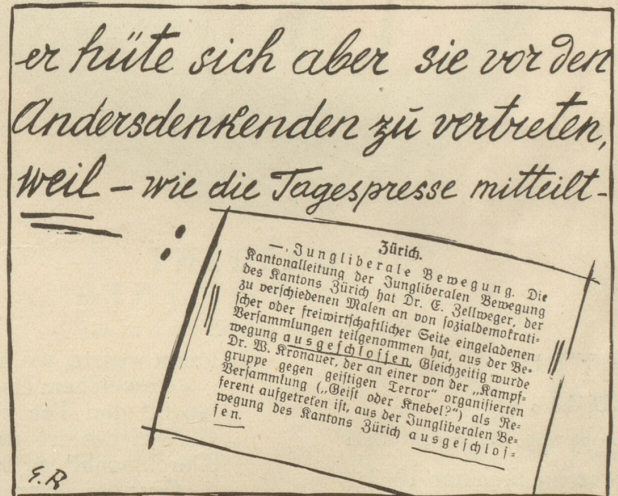 er hüte sich aber sie vor den
Andersdenkenden zu vertreten,
weil – wie die Tagespresse mitteilt –
:
Zürich.
—. Jungliberale Bewegung. Die
Kantonalleitung der Jungliberalen Bewegung
des Kantons Zürich hat Dr. E. Zellweger, der
zu verschiedenen Malen an von sozialdemokrati-
scher oder freiwirtschaftlicher Seite eingeladenen
Versammlungen teilgenommen hat, aus der Be-
wegung ausgeschlossen. Gleichzeitig wurde
Dr. W. Kronauer, der an einer von der „Kampf-
gruppe gegen geistigen Terror“ organisierten
Versammlung („Geist oder Knebel?“) als Re-
ferent aufgetreten ist, aus der Jungliberalen Be-
wegung des Kantons Zürich ausgeschlos-
sen.
E.R